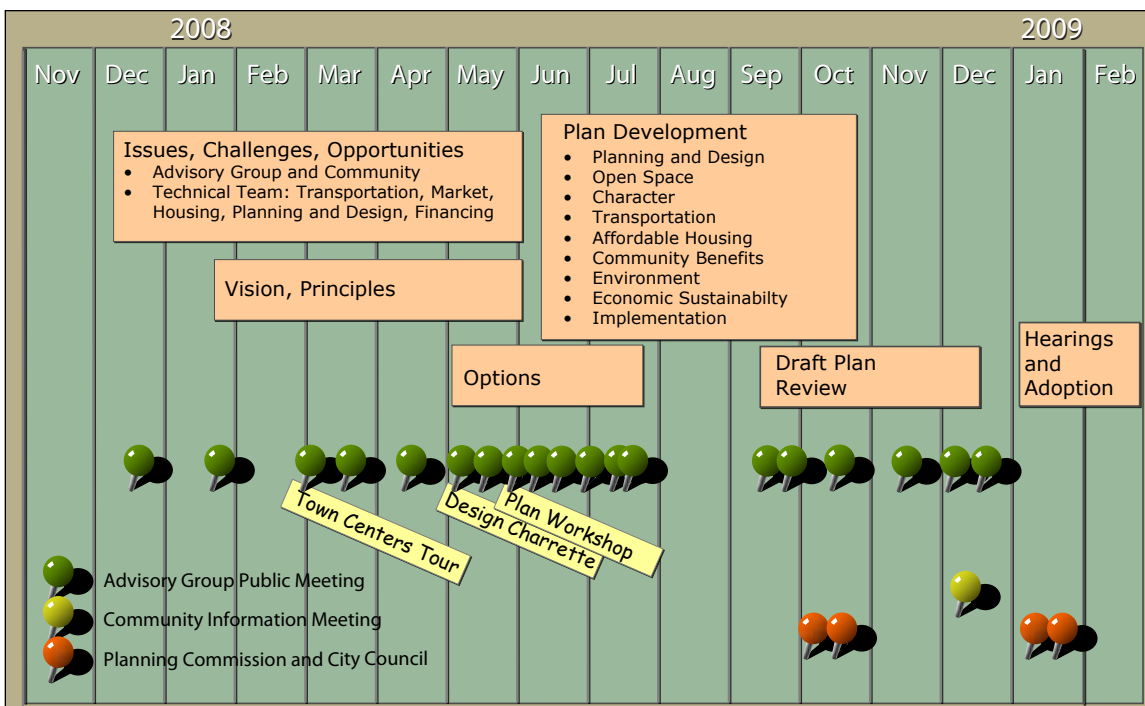 2008
2009
Nov Dec Jan Feb Mar Apr May Jun Jul Aug Sep Oct Nov Dec Jan Feb
Issues, Challenges, Opportunities
• Advisory Group and Community
• Technical Team: Transportation, Market,
Housing, Planning and Design, Financing
Plan Development
• Planning and Design
• Open Space
• Character
• Transportation
• Affordable Housing
• Community Benefits
• Environment
• Economic Sustainabilty
• Implementation
Vision, Principles
Options
Draft Plan
Review
Hearings
and
Adoption
Town Centers Tour
Design Charrette
Plan Workshop
Advisory Group Public Meeting
Community Information Meeting
Planning Commission and City Council